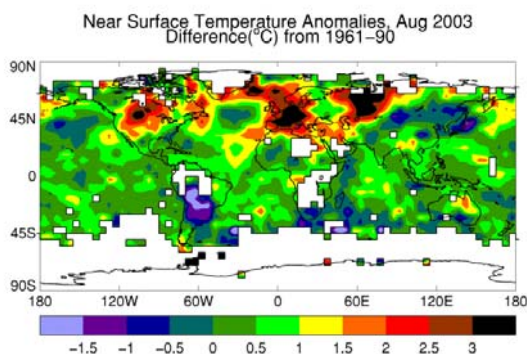 Near Surface Temperature Anomalies, Aug 2003
Difference(°C) from 1961−90
90N
45N
0
45S
90S
180 120W 60W 0 60E 120E 180
−1.5 −1 −0.5 0 0.5 1 1.5 2 2.5 3